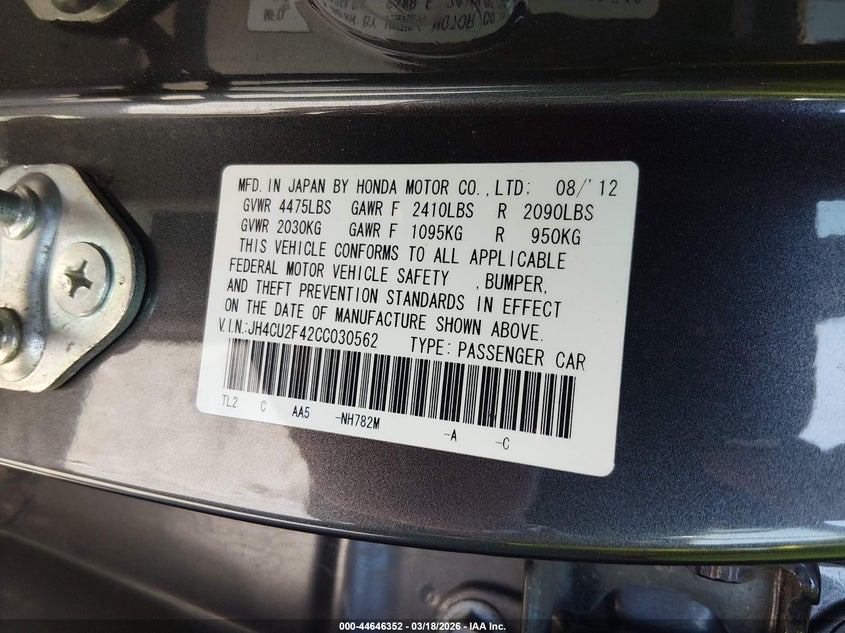 MFD. IN JAPAN BY HONDA MOTOR CO.,LTD: 08/'12
GVWR 4475LBS GAWR F 2410LBS R 2090LBS
GVWR 2030KG GAWR F 1095KG R 950KG
THIS VEHICLE CONFORMS TO ALL APPLICABLE
FEDERAL MOTOR VEHICLE SAFETY ,BUMPER,
AND THEFT PREVENTION STANDARDS IN EFFECT
ON THE DATE OF MANUFACTURE SHOWN ABOVE.
V.I.N:JH4CU2F42CC030562 TYPE:PASSENGER CAR
TL2 C AA5 -NH782M -A -C
000-44646352 - 03/18/2026 - IAA Inc.